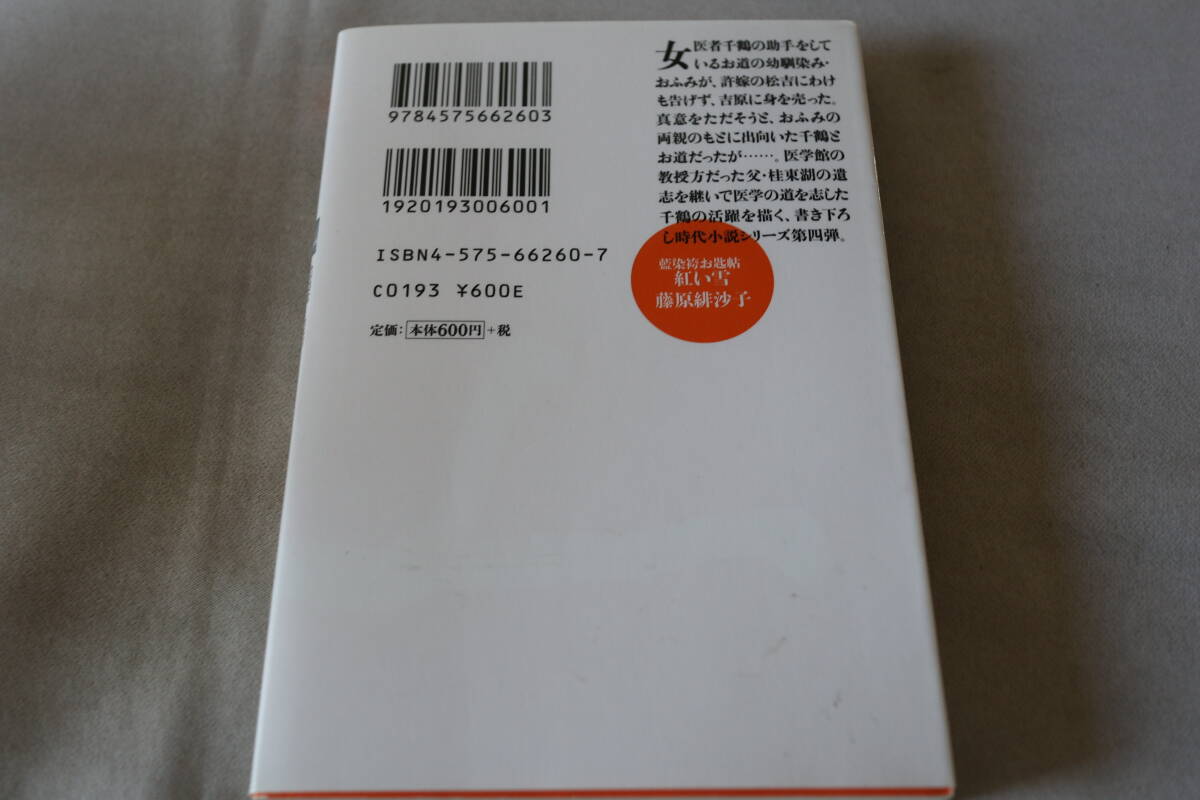 9784575662603
1920193006001
ISBN4-575-66260-7
C0193 ¥600E
定価：本体600円+税
女医者千鶴の助手をして
いるお道の幼馴染み・
おふみが、許嫁の松吉にわけ
も告げず、吉原に身を売った。
真意をただそうと、おふみの
両親のもとに出向いた千鶴と
お道だったが……。医学館の
教授方だった父・桂東湖の遺
志を継いで医学の道を志した
千鶴の活躍を描く、書き下ろ
し時代小説シリーズ第四弾。
藍染袴お匙帖
紅い雪
藤原緋沙子